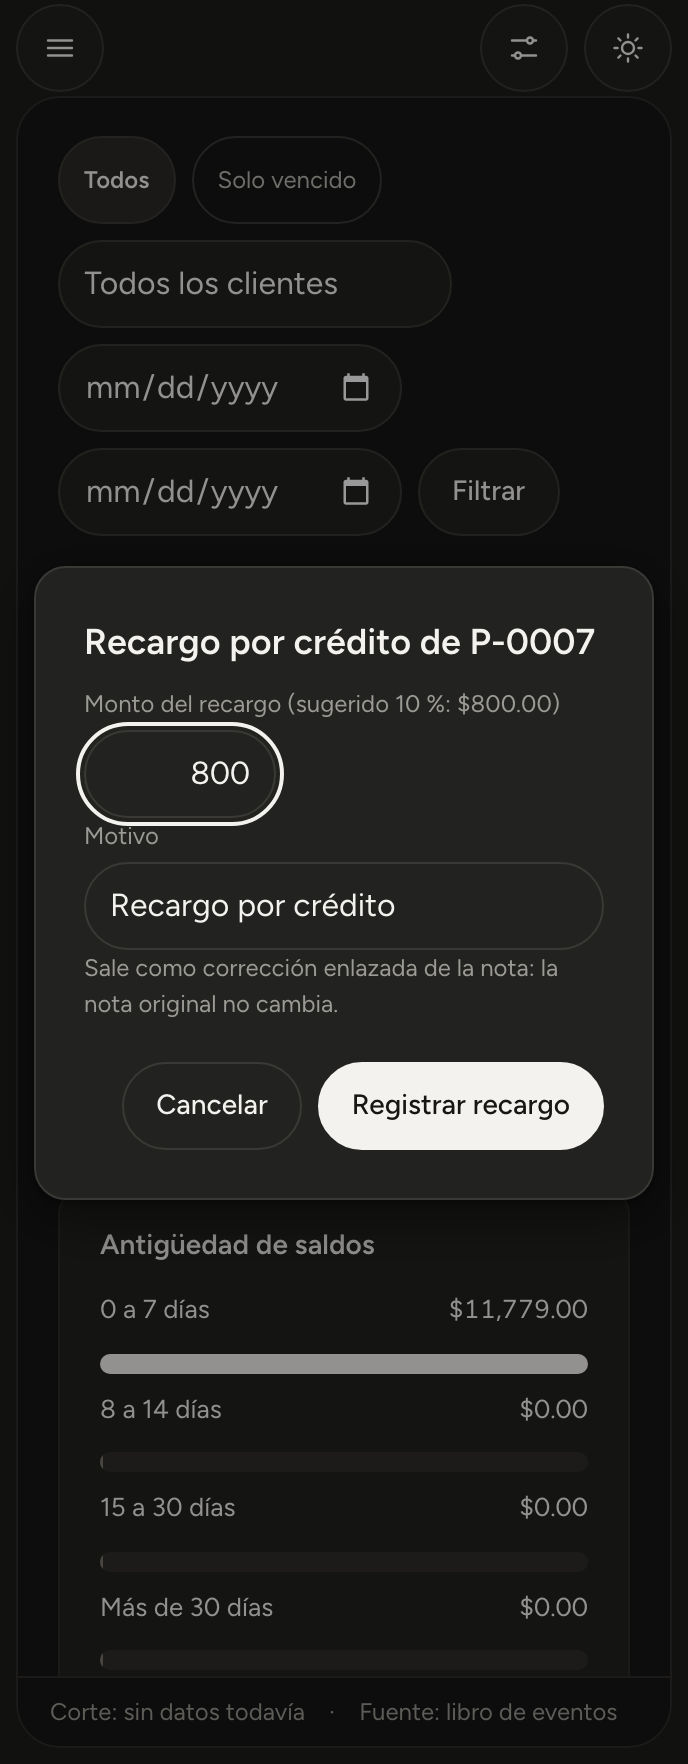 Todos
Solo vencido
Todos los clientes
mm/dd/yyyy
mm/dd/yyyy
Filtrar
Recargo por crédito de P-0007
Monto del recargo (sugerido 10 %: $800.00)
800
Motivo
Recargo por crédito
Sale como corrección enlazada de la nota: la
nota original no cambia.
Cancelar
Registrar recargo
Antigüedad de saldos
0 a 7 días $11,779.00
8 a 14 días $0.00
15 a 30 días $0.00
Más de 30 días $0.00
Corte: sin datos todavía · Fuente: libro de eventos